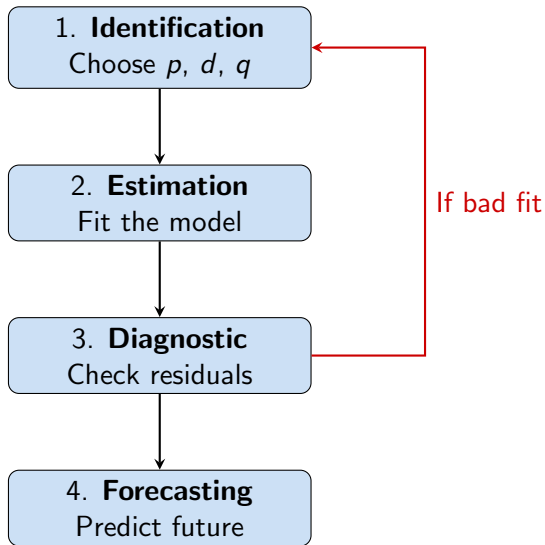 1. Identification
Choose p, d, q
2. Estimation
Fit the model
If bad fit
3. Diagnostic
Check residuals
4. Forecasting
Predict future